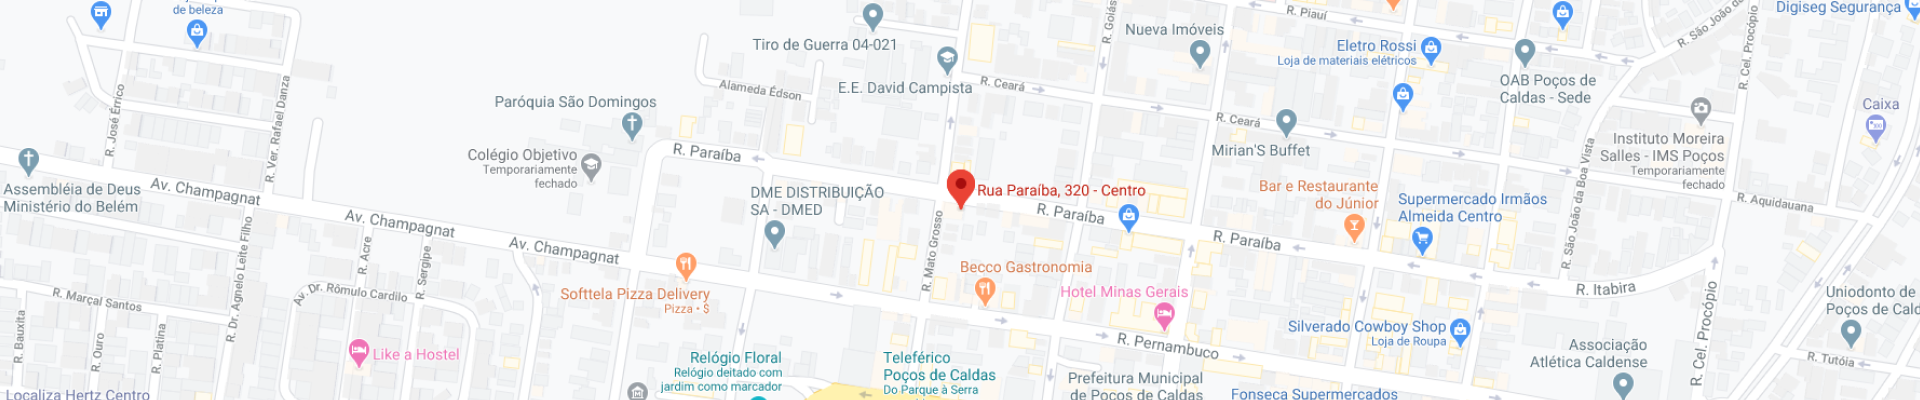 de beleza
R. José Érrico
R. Ver. Rafael Danza
Tiro de Guerra 04-021
E.E. David Campista
Alameda Édson
Paróquia São Domingos
Colégio Objetivo
Temporariamente
fechado
R. Paraíba
Assembléia de Deus
Ministério do Belém
Av. Champagnat
Av. Champagnat
Av. Champagnat
DME DISTRIBUIÇÃO
SA - DMED
Rua Paraíba, 320 - Centro
R. Mato Grosso
R. Paraíba
R. Paraíba
R. Goiás
R. Ceará
R. Ceará
R. Piauí
Nueva Imóveis
Eletro Rossi
Loja de materiais elétricos
OAB Poços de
Caldas - Sede
Mirian'S Buffet
Digiseg Segurança
R. São João da
R. Cel. Procópio
Caixa
Instituto Moreira
Salles - IMS Poços
Temporariamente
fechado
R. São João da Boa Vista
R. Aquidauana
Bar e Restaurante
do Júnior
Supermercado Irmãos
Almeida Centro
R. Itabira
R. Acre
R. Sergipe
R. Dr. Agnelo Leite Filho
Av. Dr. Rômulo Cardilo
R. Marçal Santos
R. Bauxita
R. Ouro
R. Platina
Like a Hostel
Localiza Hertz Centro
Softtela Pizza Delivery
Pizza • $
Becco Gastronomia
Hotel Minas Gerais
Relógio Floral
Relógio deitado com
jardim como marcador
Teleférico
Poços de Caldas
Do Parque à Serra
R. Pernambuco
Prefeitura Municipal
de Poços de Caldas
Silverado Cowboy Shop
Loja de Roupa
Fonseca Supermercados
Associação
Atlética Caldense
R. Cel. Procópio
Uniodonto de
Poços de Cald
R. Tutóia